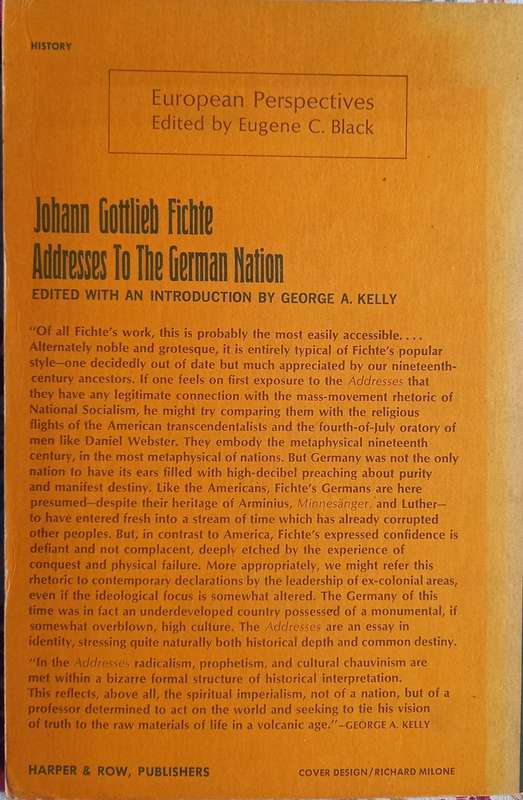 HISTORY
European Perspectives
Edited by Eugene C. Black
Johann Gottlieb Fichte
Addresses To The German Nation
EDITED WITH AN INTRODUCTION BY GEORGE A. KELLY
"Of all Fichte's work, this is probably the most easily accessible. . . .
Alternately noble and grotesque, it is entirely typical of Fichte's popular
style—one decidedly out of date but much appreciated by our nineteenth-
century ancestors. If one feels on first exposure to the Addresses that
they have any legitimate connection with the mass-movement rhetoric of
National Socialism, he might try comparing them with the religious
flights of the American transcendentalists and the fourth-of-July oratory of
men like Daniel Webster. They embody the metaphysical nineteenth
century, in the most metaphysical of nations. But Germany was not the only
nation to have its ears filled with high-decibel preaching about purity
and manifest destiny. Like the Americans, Fichte's Germans are here
presumed—despite their heritage of Arminius, Minnesänger, and Luther—
to have entered fresh into a stream of time which has already corrupted
other peoples. But, in contrast to America, Fichte's expressed confidence is
defiant and not complacent, deeply etched by the experience of
conquest and physical failure. More appropriately, we might refer this
rhetoric to contemporary declarations by the leadership of ex-colonial areas,
even if the ideological focus is somewhat altered. The Germany of this
time was in fact an underdeveloped country possessed of a monumental, if
somewhat overblown, high culture. The Addresses are an essay in
identity, stressing quite naturally both historical depth and common destiny.
"In the Addresses radicalism, prophetism, and cultural chauvinism are
met within a bizarre formal structure of historical interpretation.
This reflects, above all, the spiritual imperialism, not of a nation, but of a
professor determined to act on the world and seeking to tie his vision
of truth to the raw materials of life in a volcanic age."—GEORGE A. KELLY
HARPER & ROW, PUBLISHERS
COVER DESIGN/RICHARD MILONE